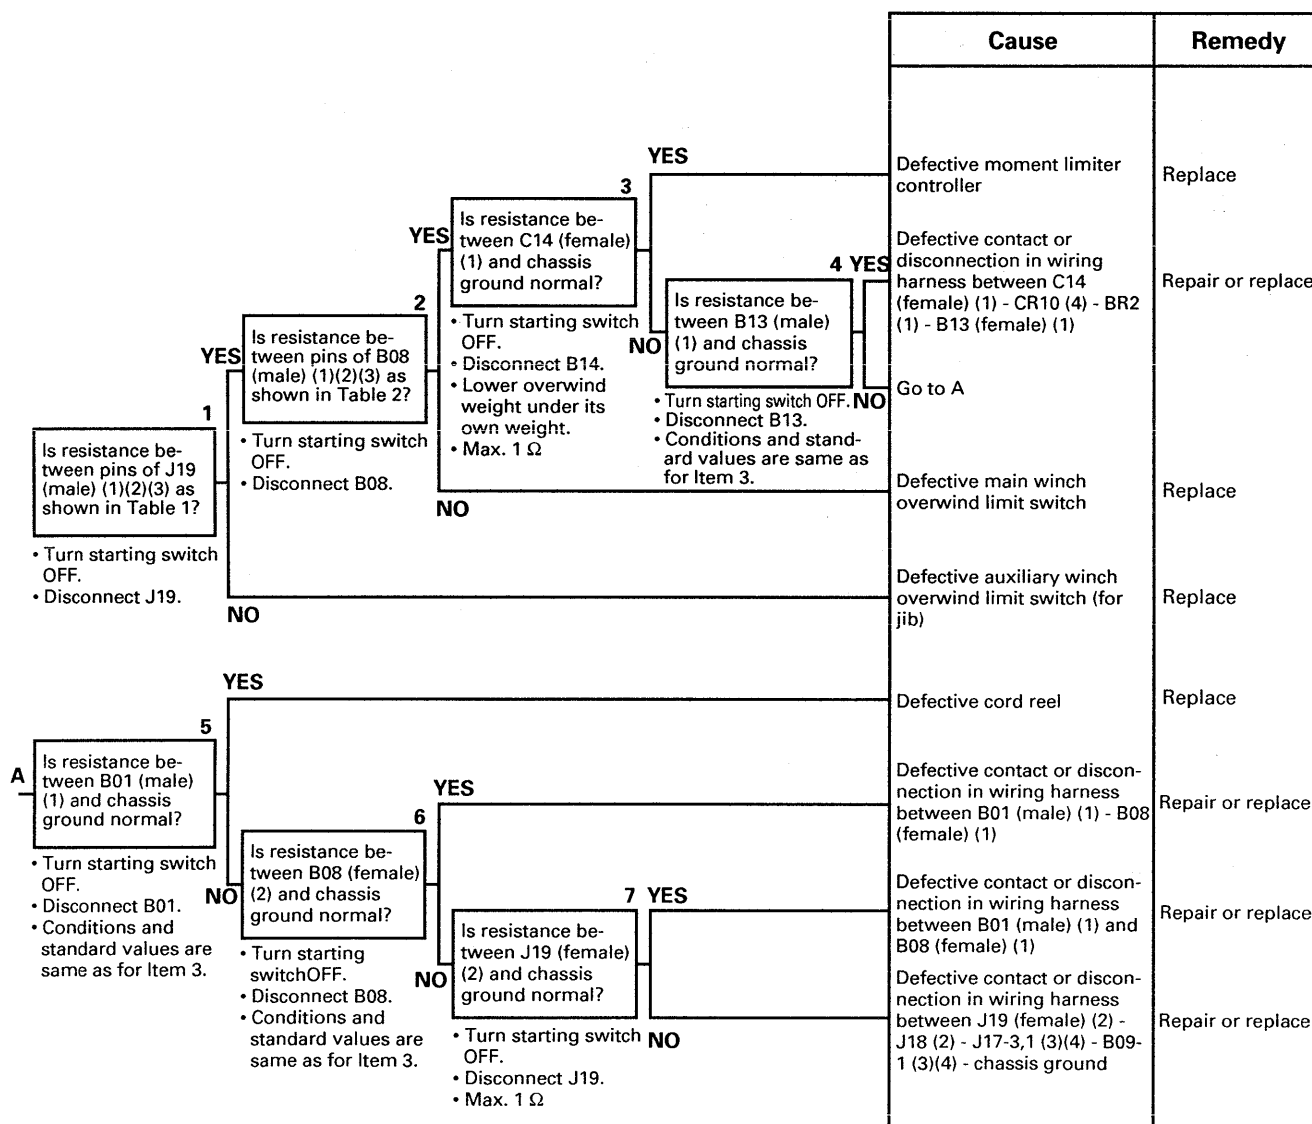 Cause
Remedy
YES
Defective moment limiter
controller
Replace
3
Is resistance be-
tween C14 (female)
(1) and chassis
ground normal?
YES
• Turn starting switch
OFF.
• Disconnect B14.
• Lower overwind
weight under its
own weight.
• Max. 1 Ω
NO
4
YES
Is resistance be-
tween B13 (male)
(1) and chassis
ground normal?
• Turn starting switch OFF.
• Disconnect B13.
• Conditions and stand-
ard values are same as
for Item 3.
NO
Defective contact or
disconnection in wiring
harness between C14
(female) (1) - CR10 (4) - BR2
(1) - B13 (female) (1)
Repair or replace
Go to A
2
YES
Is resistance be-
tween pins of B08
(male) (1)(2)(3) as
shown in Table 2?
• Turn starting switch
OFF.
• Disconnect B08.
NO
Defective main winch
overwind limit switch
Replace
1
Is resistance be-
tween pins of J19
(male) (1)(2)(3) as
shown in Table 1?
• Turn starting switch
OFF.
• Disconnect J19.
NO
Defective auxiliary winch
overwind limit switch (for
jib)
Replace
YES
Defective cord reel
Replace
5
A
Is resistance be-
tween B01 (male)
(1) and chassis
ground normal?
• Turn starting switch
OFF.
• Disconnect B01.
• Conditions and
standard values are
same as for Item 3.
NO
6
YES
Is resistance be-
tween B08 (female)
(2) and chassis
ground normal?
• Turn starting
switchOFF.
• Disconnect B08.
• Conditions and
standard values are
same as for Item 3.
NO
Defective contact or discon-
nection in wiring harness
between B01 (male) (1) - B08
(female) (1)
Repair or replace
7
YES
Is resistance be-
tween J19 (female)
(2) and chassis
ground normal?
• Turn starting switch
OFF.
• Disconnect J19.
• Max. 1 Ω
NO
Defective contact or discon-
nection in wiring harness
between B01 (male) (1) and
B08 (female) (1)
Repair or replace
Defective contact or discon-
nection in wiring harness
between J19 (female) (2) -
J18 (2) - J17-3,1 (3)(4) - B09-
1 (3)(4) - chassis ground
Repair or replace